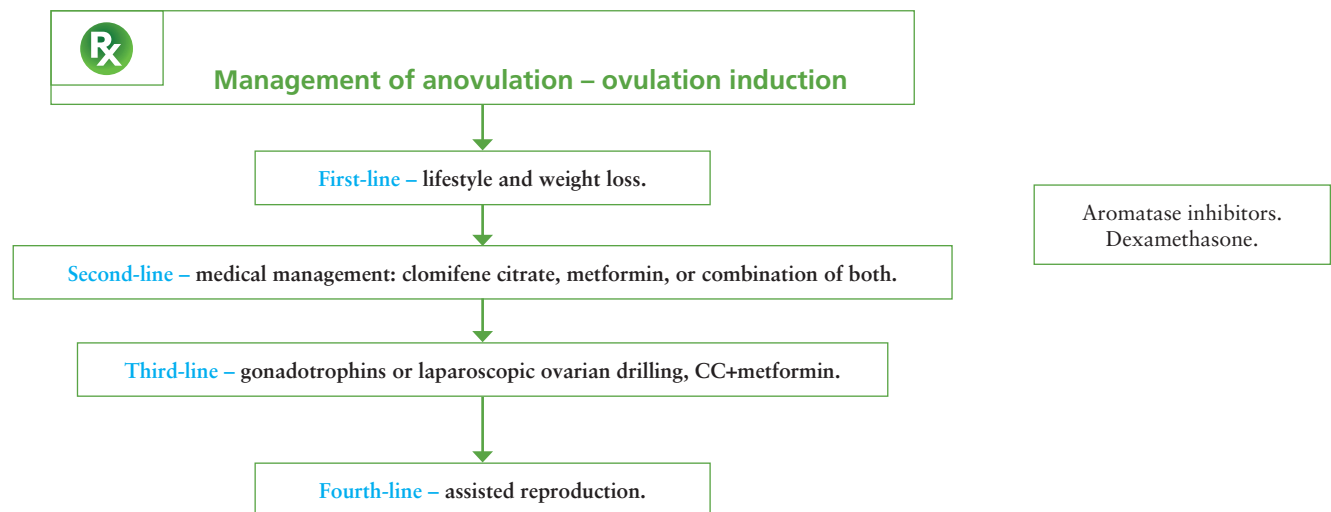 Rx
Management of anovulation – ovulation induction
First-line – lifestyle and weight loss.
Aromatase inhibitors.
Dexamethasone.
Second-line – medical management: clomifene citrate, metformin, or combination of both.
Third-line – gonadotrophins or laparoscopic ovarian drilling, CC+metformin.
Fourth-line – assisted reproduction.